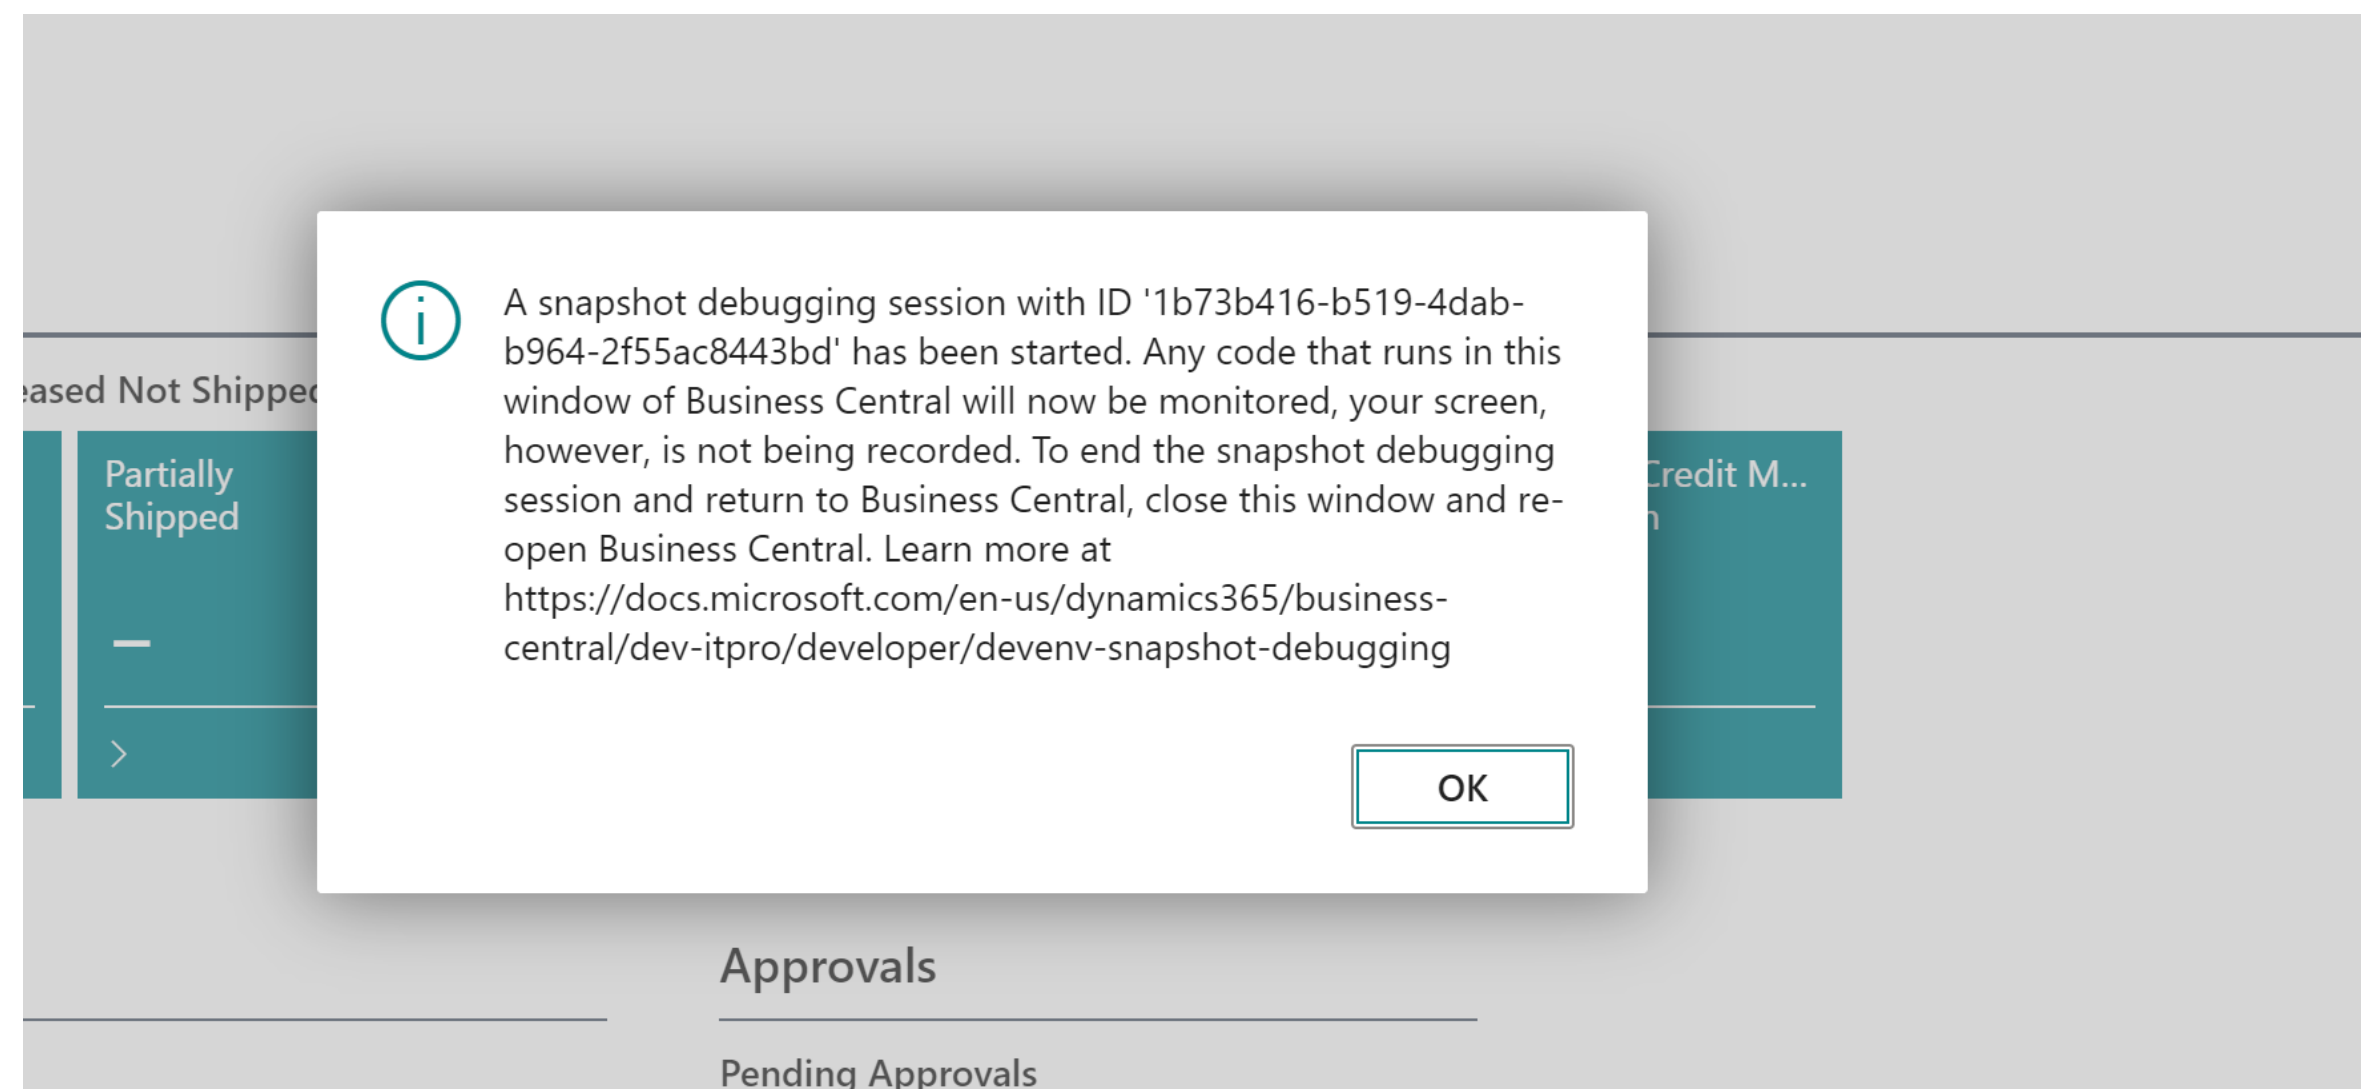 A snapshot debugging session with ID '1b73b416-b519-4dab-
b964-2f55ac8443bd' has been started. Any code that runs in this
window of Business Central will now be monitored, your screen,
however, is not being recorded. To end the snapshot debugging
session and return to Business Central, close this window and re-
open Business Central. Learn more at
https://docs.microsoft.com/en-us/dynamics365/business-
central/dev-itpro/developer/devenv-snapshot-debugging
OK
Not Shipped
Partially
Shipped
Credit M...
Approvals
Pending Approvals